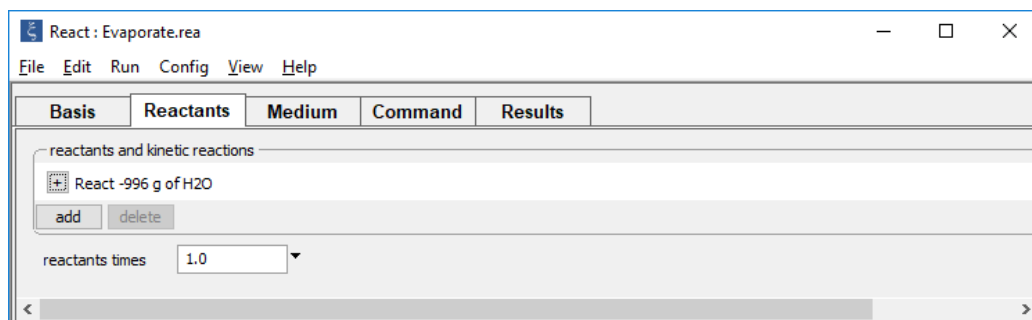 ξ React : Evaporate.rea
File Edit Run Config View Help
Basis Reactants Medium Command Results
reactants and kinetic reactions
+ React -996 g of H2O
add delete
reactants times 1.0